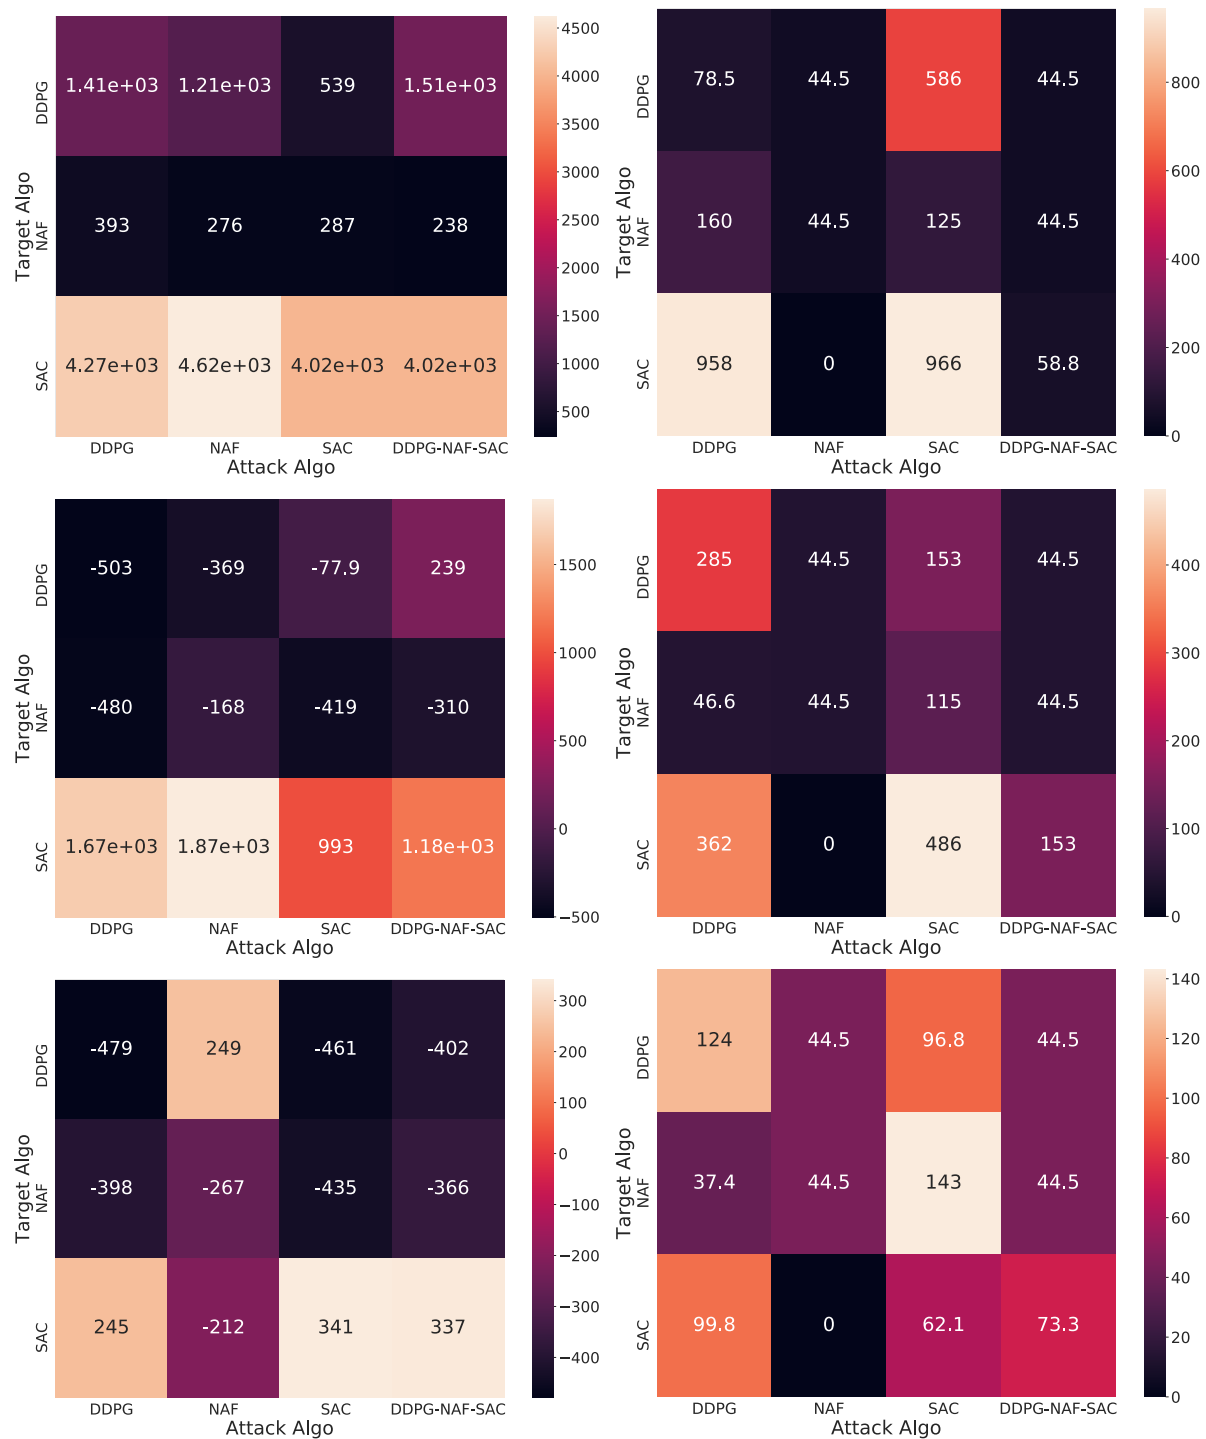 DDPG 1.41e+03 1.21e+03 539 1.51e+03
NAF 393 276 287 238
SAC 4.27e+03 4.62e+03 4.02e+03 4.02e+03
Target Algo
DDPG NAF SAC DDPG-NAF-SAC
Attack Algo
4500
4000
3500
3000
2500
2000
1500
1000
500
DDPG 78.5 44.5 586 44.5
NAF 160 44.5 125 44.5
SAC 958 0 966 58.8
Target Algo
DDPG NAF SAC DDPG-NAF-SAC
Attack Algo
800
600
400
200
0
DDPG -503 -369 -77.9 239
NAF -480 -168 -419 -310
SAC 1.67e+03 1.87e+03 993 1.18e+03
Target Algo
DDPG NAF SAC DDPG-NAF-SAC
Attack Algo
1500
1000
500
0
−500
DDPG 285 44.5 153 44.5
NAF 46.6 44.5 115 44.5
SAC 362 0 486 153
Target Algo
DDPG NAF SAC DDPG-NAF-SAC
Attack Algo
400
300
200
100
0
DDPG -479 249 -461 -402
NAF -398 -267 -435 -366
SAC 245 -212 341 337
Target Algo
DDPG NAF SAC DDPG-NAF-SAC
Attack Algo
300
200
100
0
−100
−200
−300
−400
DDPG 124 44.5 96.8 44.5
NAF 37.4 44.5 143 44.5
SAC 99.8 0 62.1 73.3
Target Algo
DDPG NAF SAC DDPG-NAF-SAC
Attack Algo
140
120
100
80
60
40
20
0